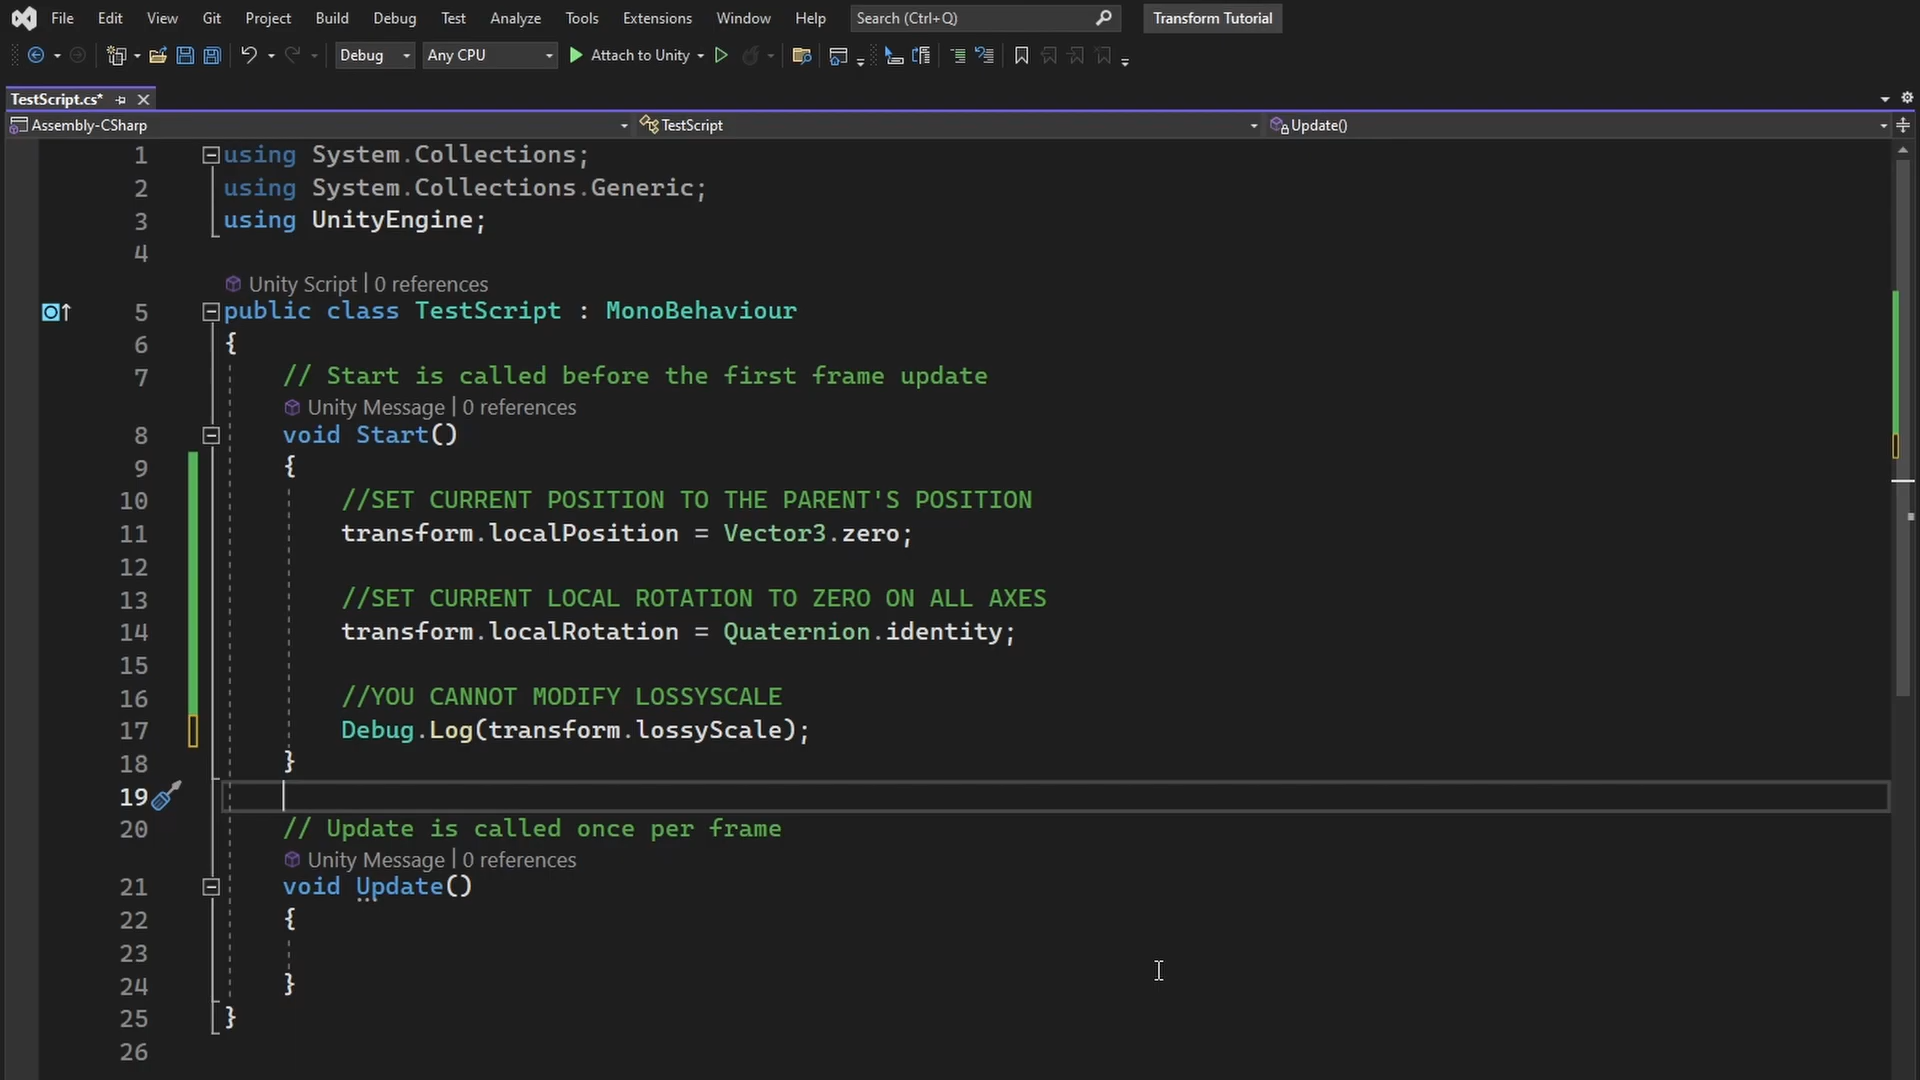 File Edit View Git Project Build Debug Test Analyze Tools Extensions Window Help Search (Ctrl+Q) Transform Tutorial
Debug Any CPU Attach to Unity
TestScript.cs*
Assembly-CSharp TestScript Update()
1 using System.Collections;
2 using System.Collections.Generic;
3 using UnityEngine;
4
Unity Script | 0 references
5 public class TestScript : MonoBehaviour
6 {
7 // Start is called before the first frame update
Unity Message | 0 references
8 void Start()
9 {
10 //SET CURRENT POSITION TO THE PARENT'S POSITION
11 transform.localPosition = Vector3.zero;
12
13 //SET CURRENT LOCAL ROTATION TO ZERO ON ALL AXES
14 transform.localRotation = Quaternion.identity;
15
16 //YOU CANNOT MODIFY LOSSYSCALE
17 Debug.Log(transform.lossyScale);
18 }
19
20 // Update is called once per frame
Unity Message | 0 references
21 void Update()
22 {
23
24 }
25 }
26